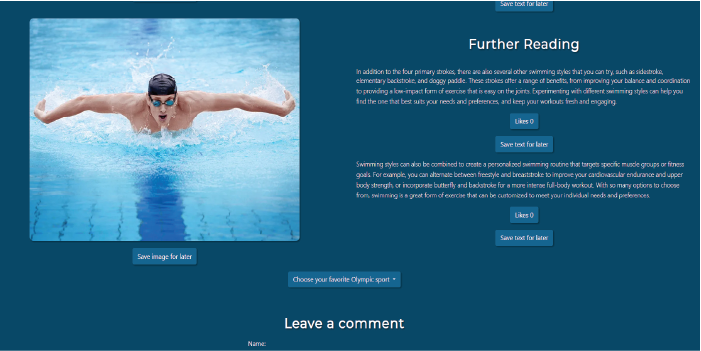 Save text for later
Further Reading
In addition to the four primary strokes, there are also several other swimming styles that you can try, such as sidestroke,
elementary backstroke, and doggy paddle. These strokes offer a range of benefits, from improving your balance and coordination
to providing a low-impact form of exercise that is easy on the joints. Experimenting with different swimming styles can help you
find the one that best suits your needs and preferences, and keep your workouts fresh and engaging.
Likes 0
Save text for later
Swimming styles can also be combined to create a personalized swimming routine that targets specific muscle groups or fitness
goals. For example, you can alternate between freestyle and breaststroke to improve your cardiovascular endurance and upper
body strength, or incorporate butterfly and backstroke for a more intense full-body workout. With so many options to choose
from, swimming is a great form of exercise that can be customized to meet your individual needs and preferences.
Likes 0
Save text for later
Save image for later
Choose your favorite Olympic sport
Leave a comment
Name: